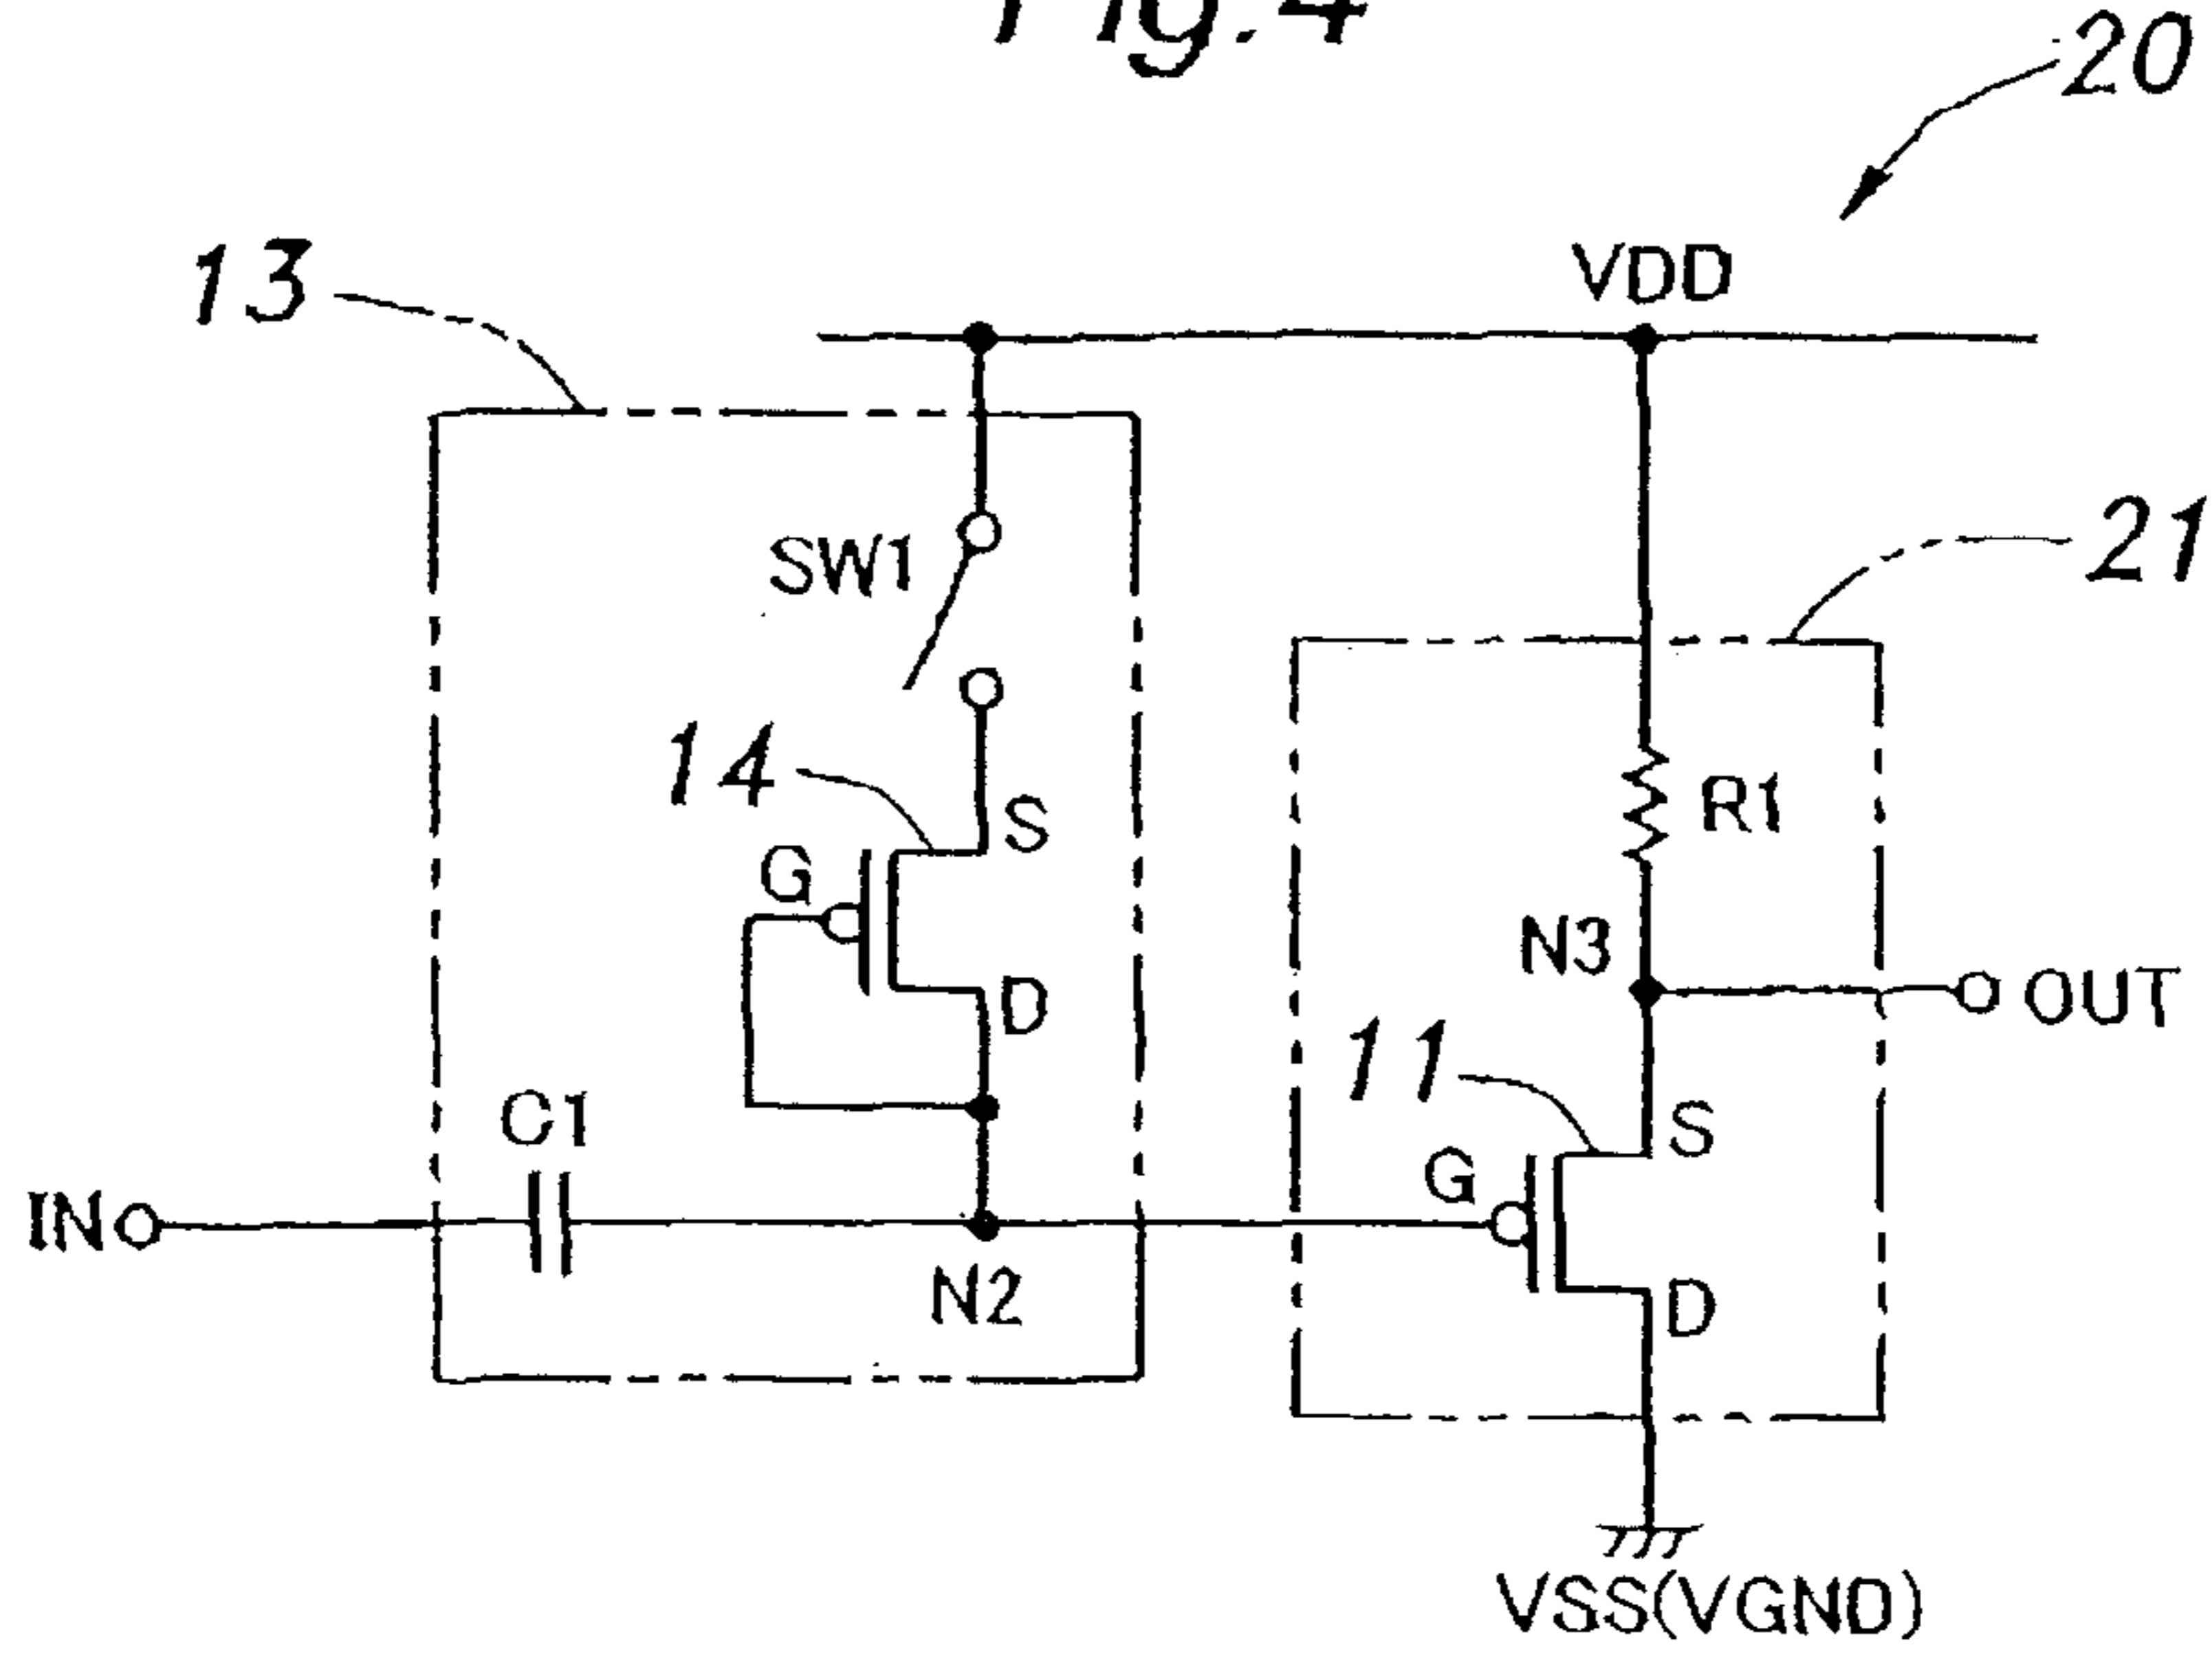 Fig.4
20
13
VDD
SW1
21
14
S
R1
G
N3
D
OUT
11
C1
S
G
IN
N2
D
VSS(VGND)